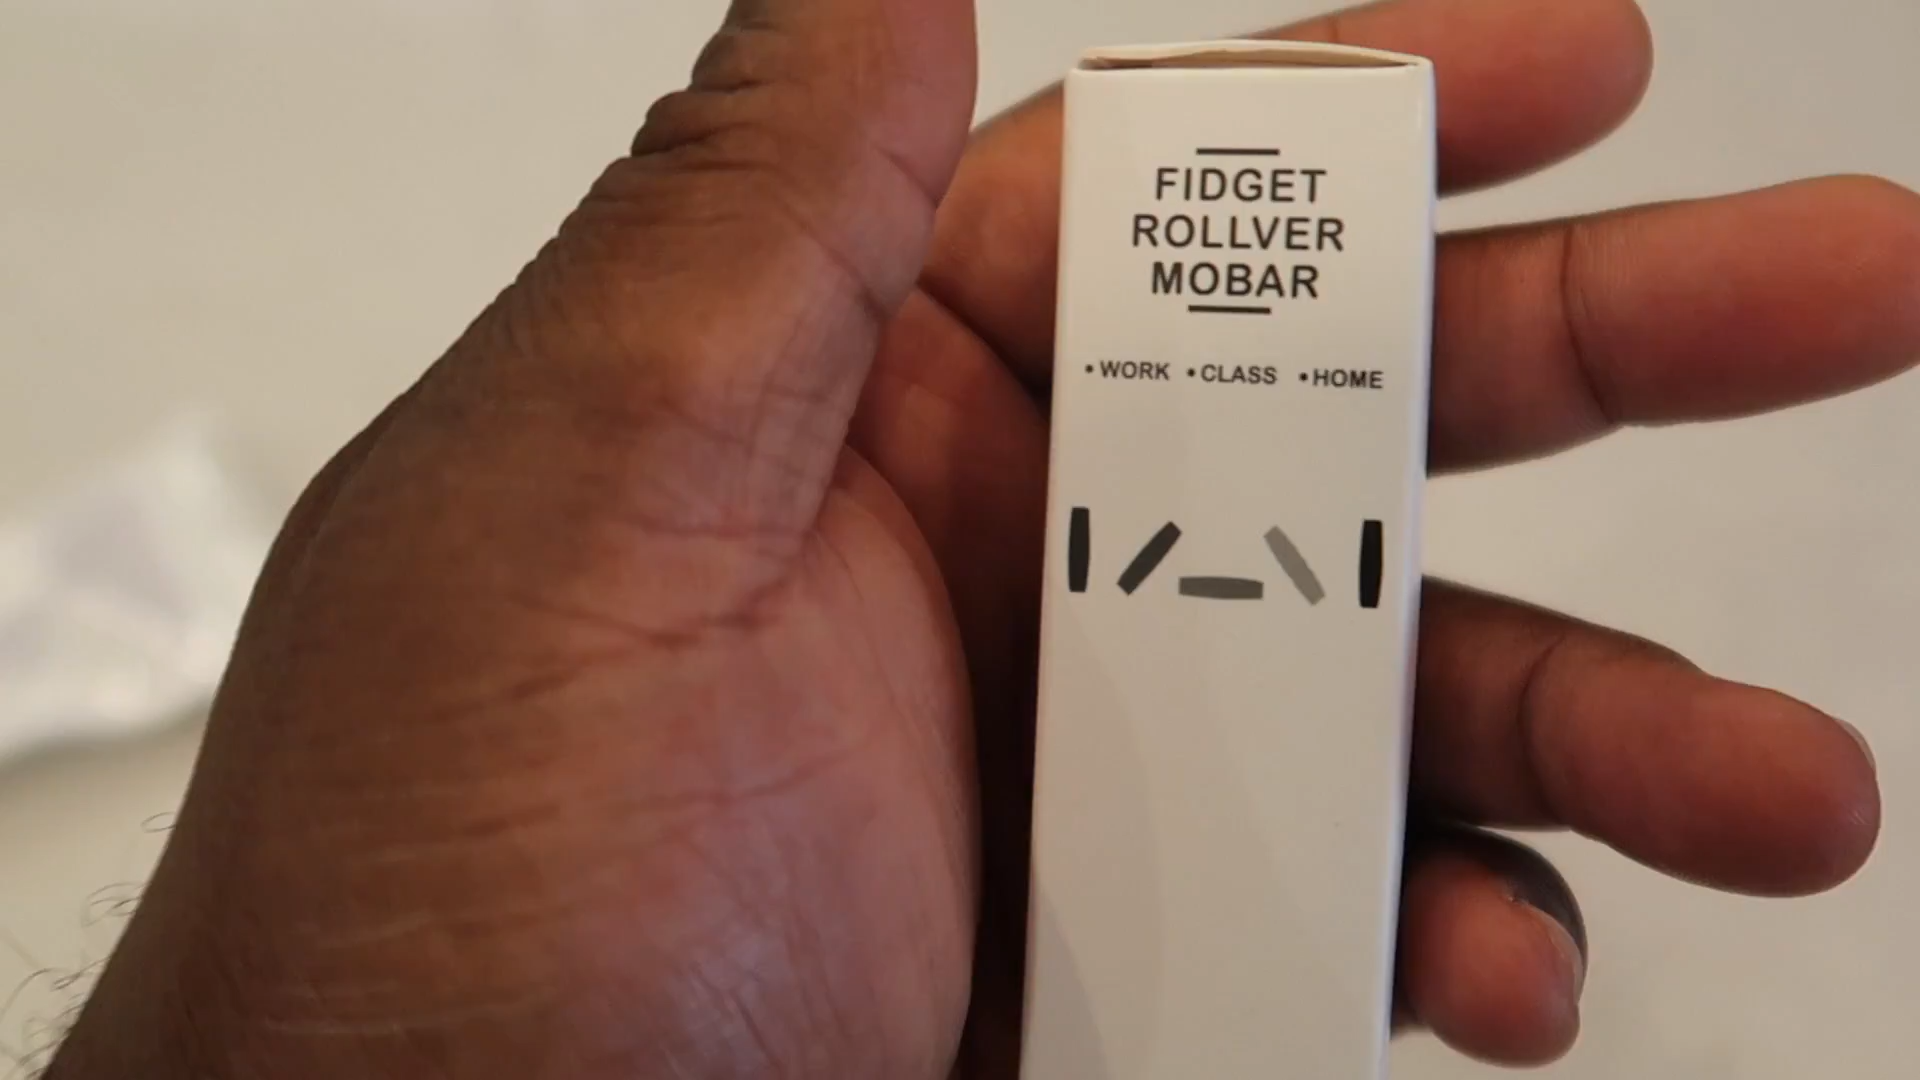 FIDGET
ROLLVER
MOBAR
• WORK • CLASS • HOME